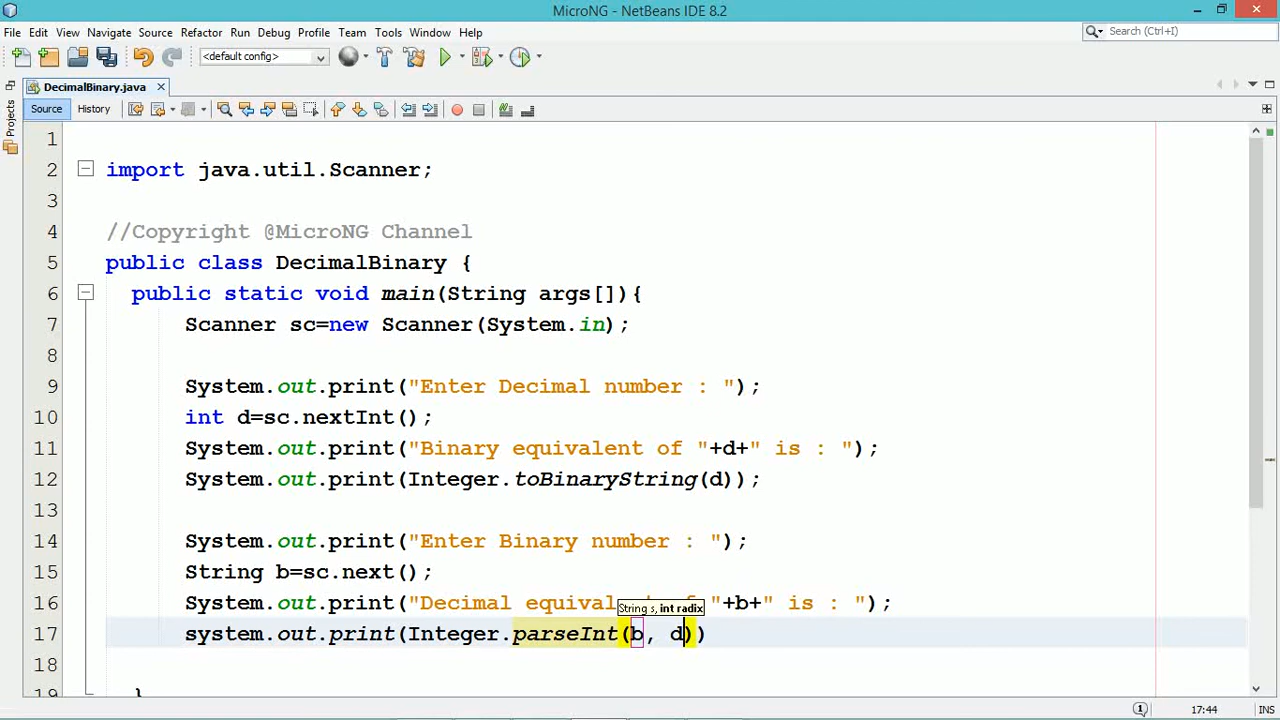 MicroNG - NetBeans IDE 8.2
File Edit View Navigate Source Refactor Run Debug Profile Team Tools Window Help
Search (Ctrl+I)
<default config>
DecimalBinary.java
Projects
Source History
1
2 import java.util.Scanner;
3
4 //Copyright @MicroNG Channel
5 public class DecimalBinary {
6 public static void main(String args[]){
7 Scanner sc=new Scanner(System.in);
8
9 System.out.print("Enter Decimal number : ");
10 int d=sc.nextInt();
11 System.out.print("Binary equivalent of "+d+" is : ");
12 System.out.print(Integer.toBinaryString(d));
13
14 System.out.print("Enter Binary number : ");
15 String b=sc.next();
16 System.out.print("Decimal equivalent of "+b+" is : ");
String s, int radix
17 system.out.print(Integer.parseInt(b, d))
18
19 }
17:44 INS